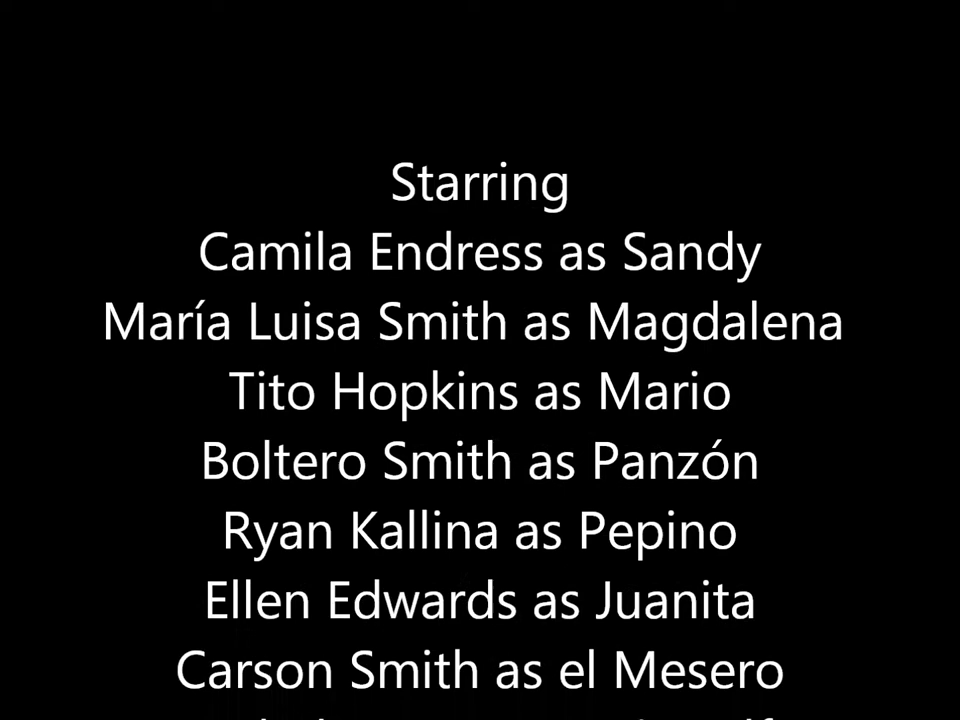 Starring
Camila Endress as Sandy
María Luisa Smith as Magdalena
Tito Hopkins as Mario
Boltero Smith as Panzón
Ryan Kallina as Pepino
Ellen Edwards as Juanita
Carson Smith as el Mesero